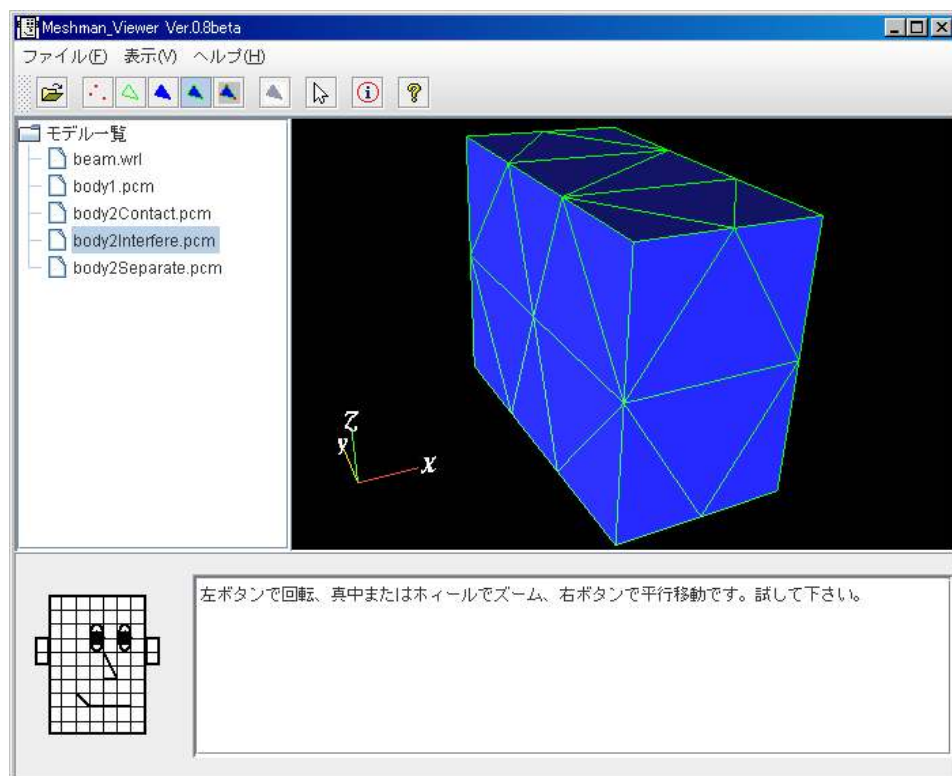 Meshman_Viewer Ver.0.8beta
ファイル(F) 表示(V) ヘルプ(H)
モデル一覧
beam.wrl
body1.pcm
body2Contact.pcm
body2Interfere.pcm
body2Separate.pcm
Z
y
x
左ボタンで回転、真中またはホィールでズーム、右ボタンで平行移動です。試して下さい。